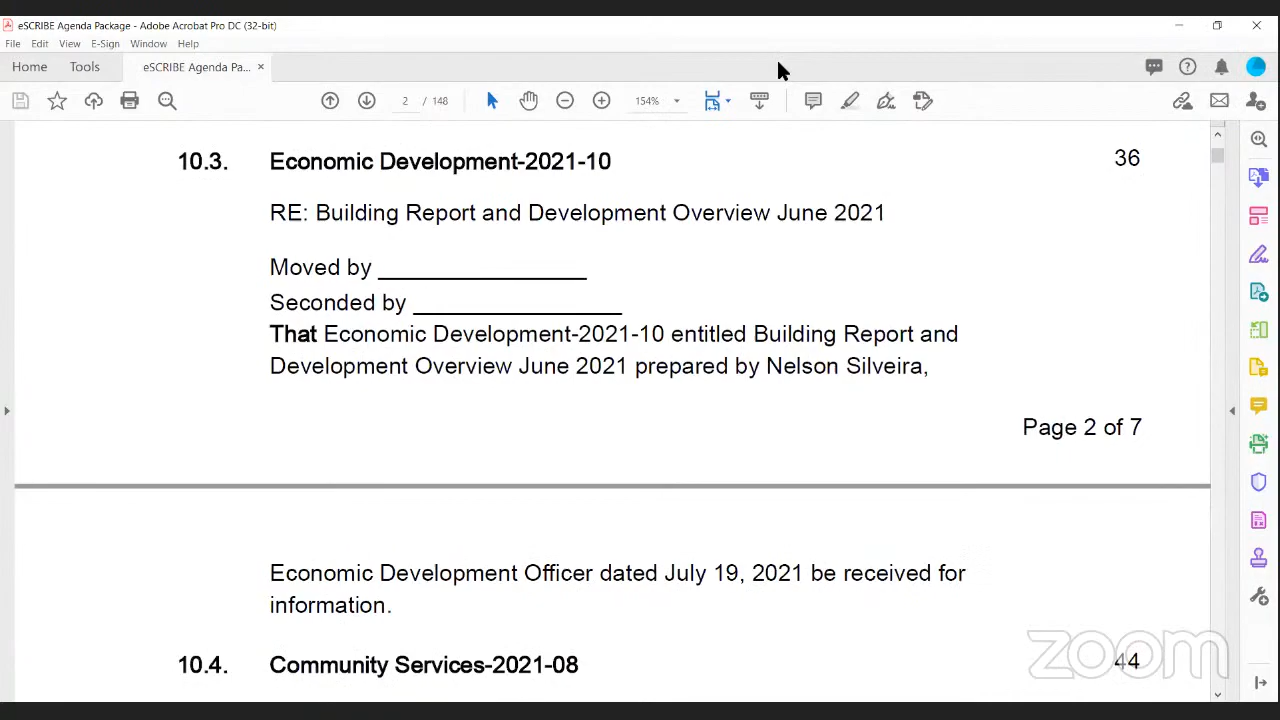 eSCRIBE Agenda Package - Adobe Acrobat Pro DC (32-bit)
File Edit View E-Sign Window Help
Home Tools eSCRIBE Agenda Pa... ×
2 / 148 154%
10.3. Economic Development-2021-10 36
RE: Building Report and Development Overview June 2021
Moved by ________________
Seconded by ________________
That Economic Development-2021-10 entitled Building Report and
Development Overview June 2021 prepared by Nelson Silveira,
Page 2 of 7
Economic Development Officer dated July 19, 2021 be received for
information.
10.4. Community Services-2021-08 44
zoom